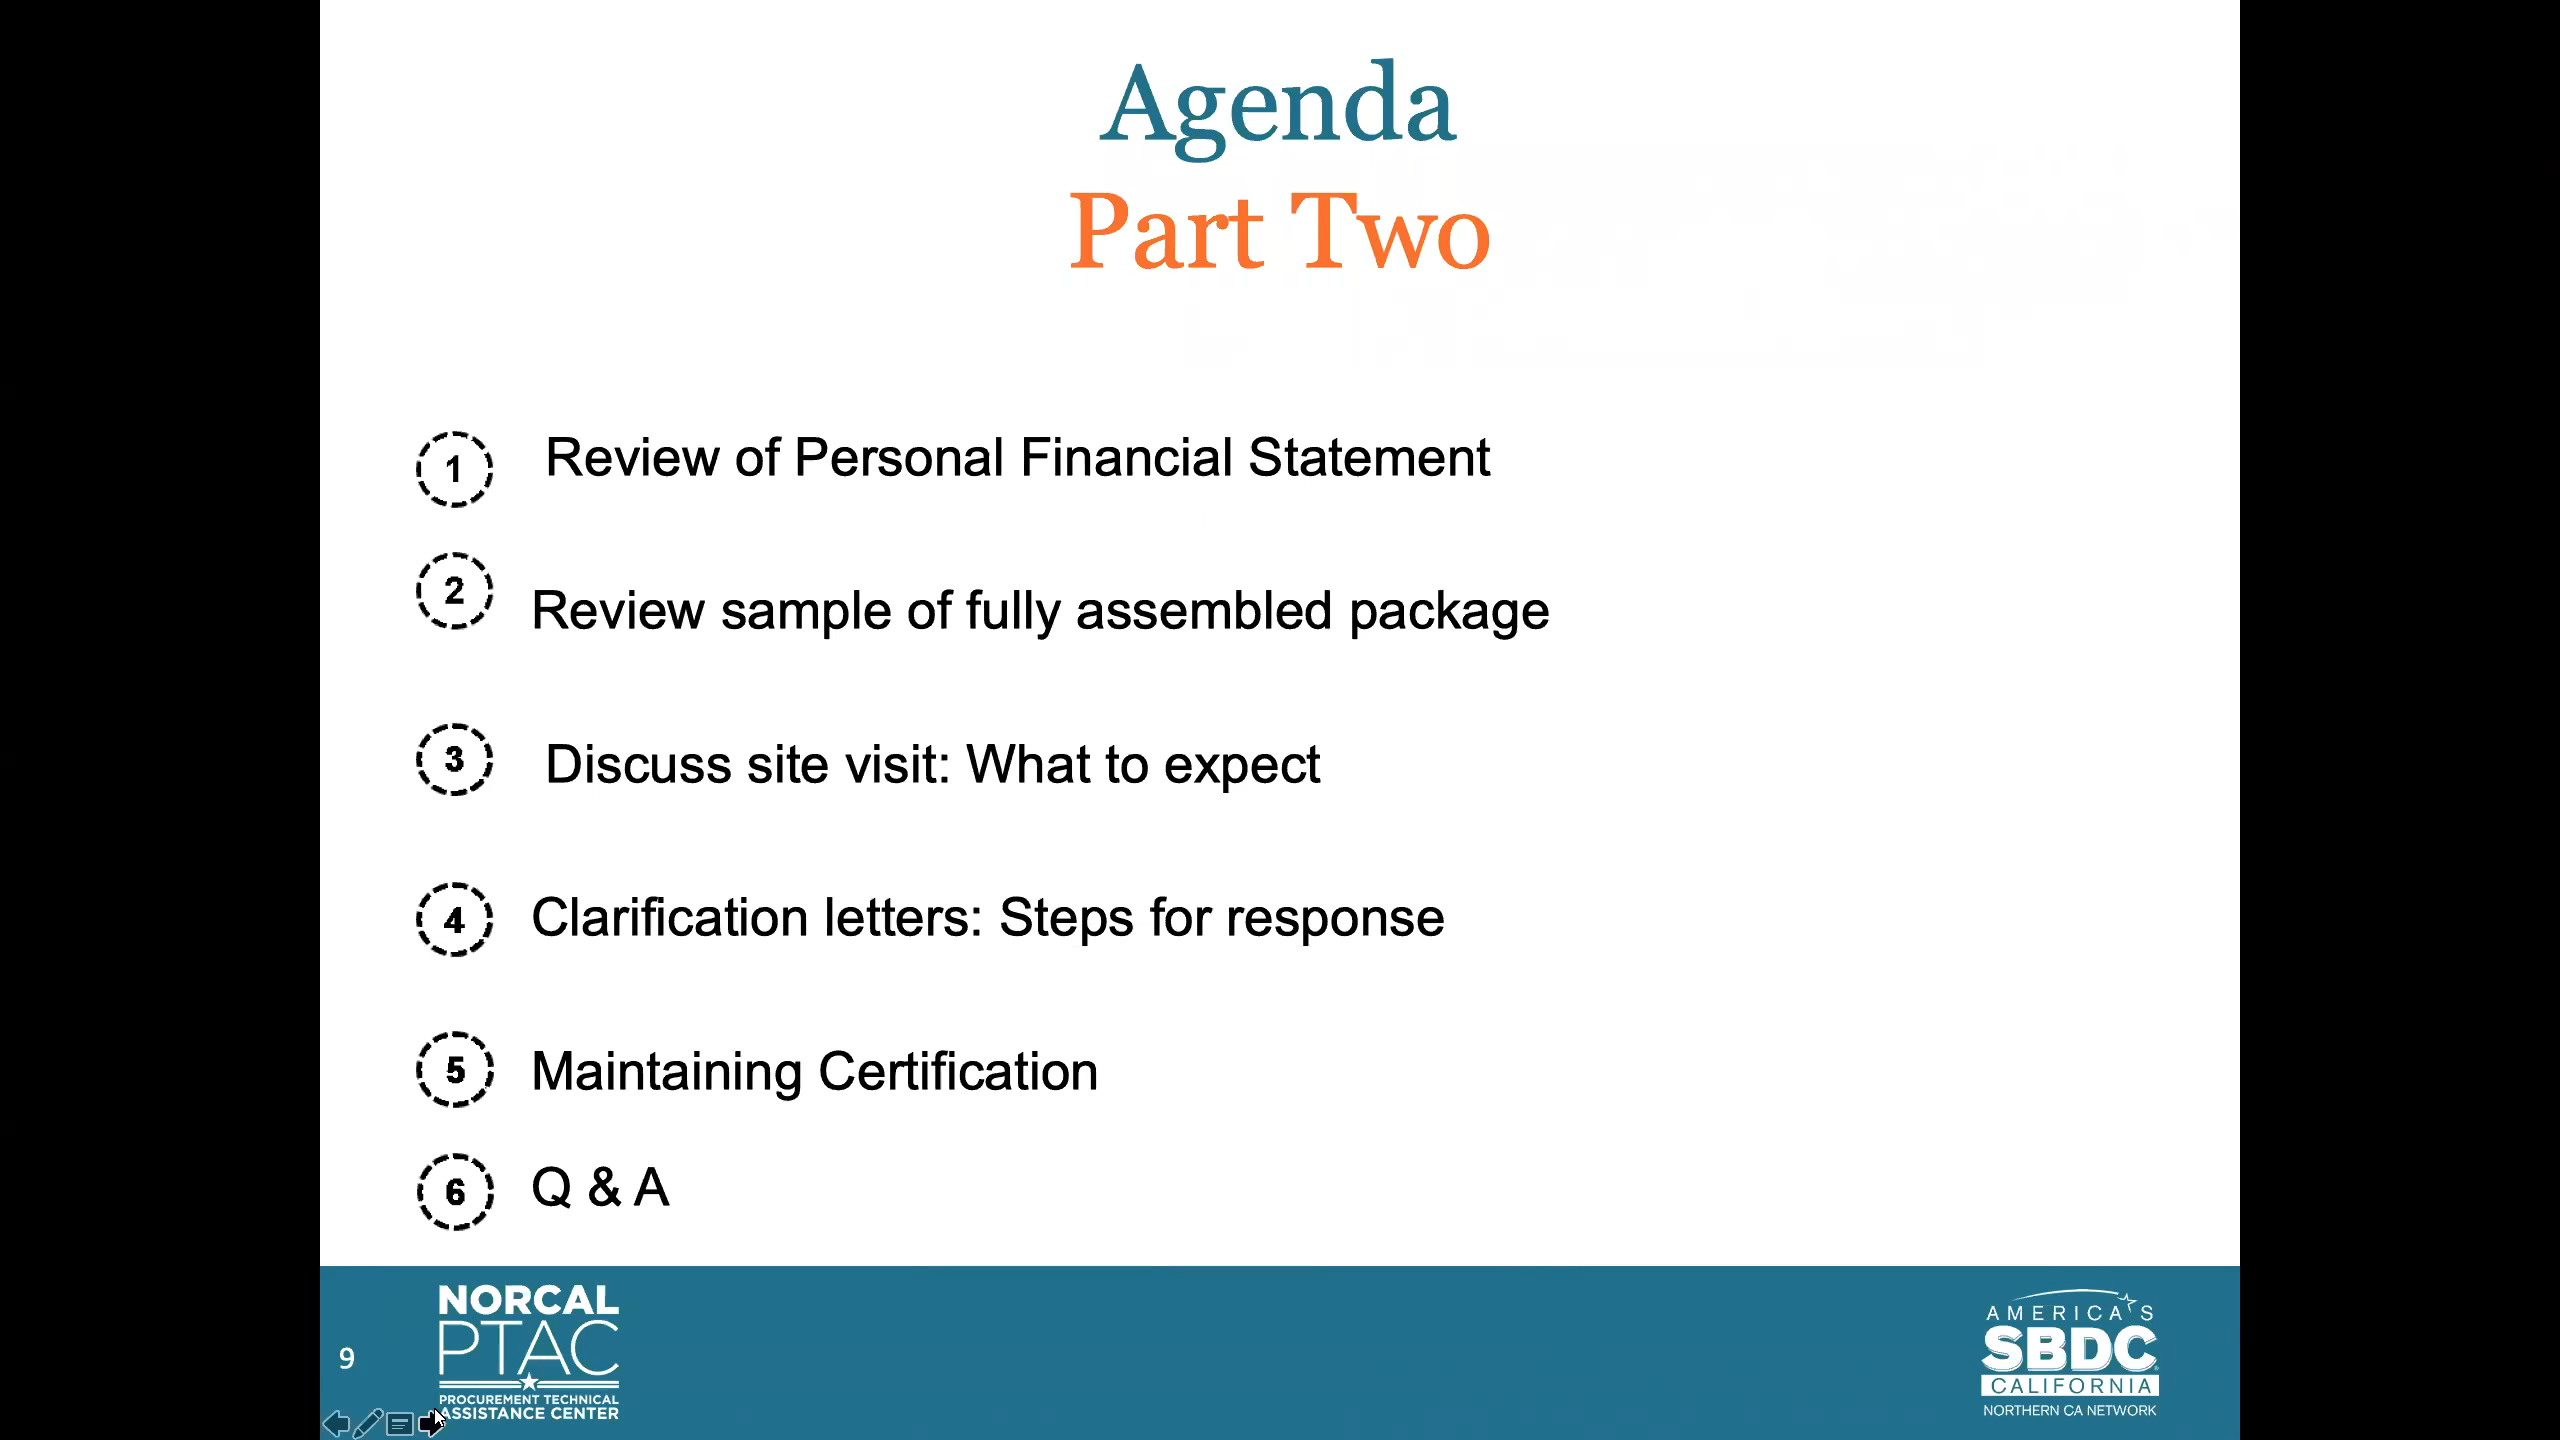 Agenda
Part Two
1 Review of Personal Financial Statement
2 Review sample of fully assembled package
3 Discuss site visit: What to expect
4 Clarification letters: Steps for response
5 Maintaining Certification
6 Q & A
9
NORCAL
PTAC
PROCUREMENT TECHNICAL
ASSISTANCE CENTER
AMERICA'S
SBDC
CALIFORNIA
NORTHERN CA NETWORK